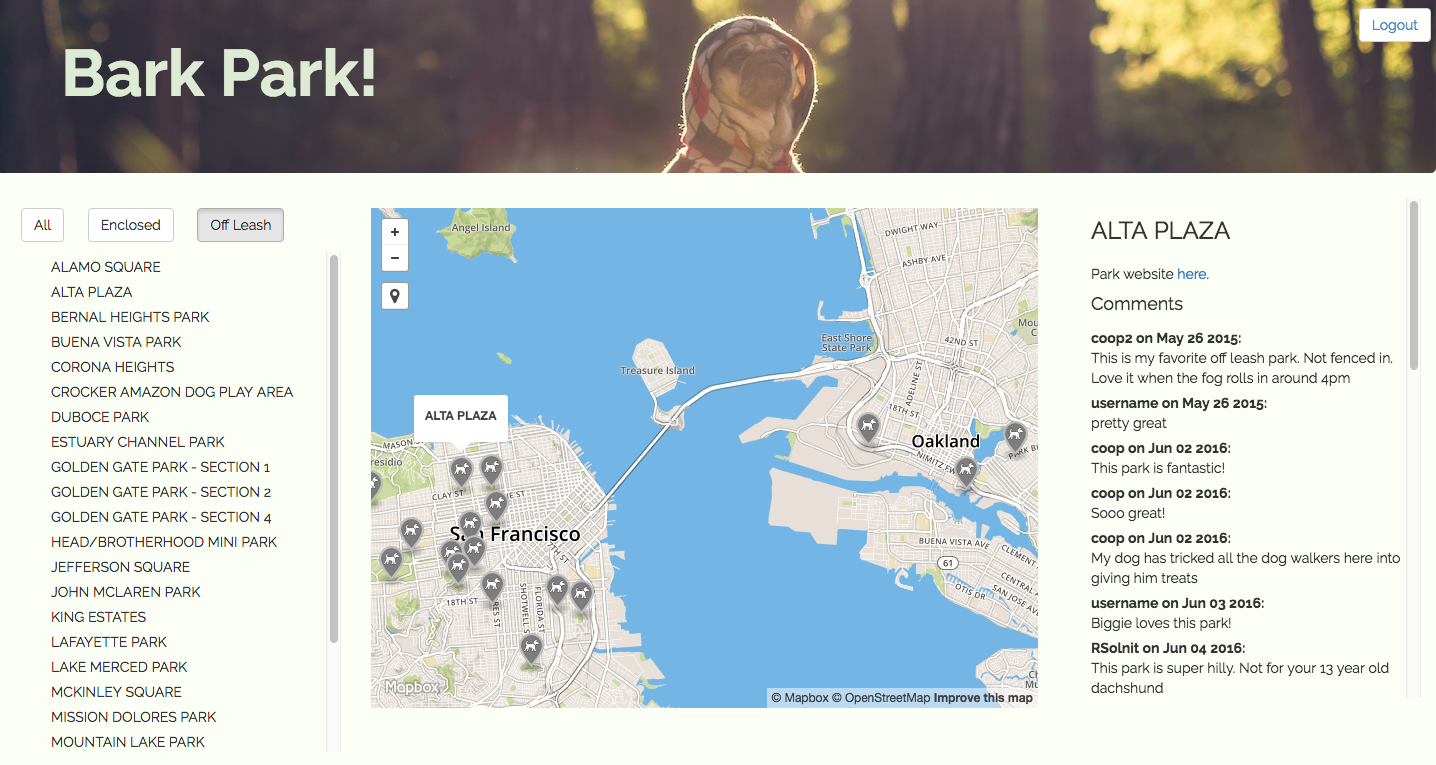 Bark Park!
Logout
All
Enclosed
Off Leash
ALAMO SQUARE
ALTA PLAZA
BERNAL HEIGHTS PARK
BUENA VISTA PARK
CORONA HEIGHTS
CROCKER AMAZON DOG PLAY AREA
DUBOCE PARK
ESTUARY CHANNEL PARK
GOLDEN GATE PARK - SECTION 1
GOLDEN GATE PARK - SECTION 2
GOLDEN GATE PARK - SECTION 4
HEAD/BROTHERHOOD MINI PARK
JEFFERSON SQUARE
JOHN MCLAREN PARK
KING ESTATES
LAFAYETTE PARK
LAKE MERCED PARK
MCKINLEY SQUARE
MISSION DOLORES PARK
MOUNTAIN LAKE PARK
+
−
Angel Island
DWIGHT WAY
ASHBY AVE
East Shore
State Park
42ND ST
ADELINE ST
Treasure Island
18TH ST
Oakland
NIMITZ
ALTA PLAZA
MASON
CLAY ST
San Francisco
18TH ST
FLORIDA ST
SHOTWELL S
BUENA VISTA AVE
61
CLEMENT
CENTRAL
SAN JOSE AVE
OTIS DR
Mapbox
© Mapbox © OpenStreetMap Improve this map
ALTA PLAZA
Park website here.
Comments
coop2 on May 26 2015:
This is my favorite off leash park. Not fenced in.
Love it when the fog rolls in around 4pm
username on May 26 2015:
pretty great
coop on Jun 02 2016:
This park is fantastic!
coop on Jun 02 2016:
Sooo great!
coop on Jun 02 2016:
My dog has tricked all the dog walkers here into
giving him treats
username on Jun 03 2016:
Biggie loves this park!
RSolnit on Jun 04 2016:
This park is super hilly. Not for your 13 year old
dachshund